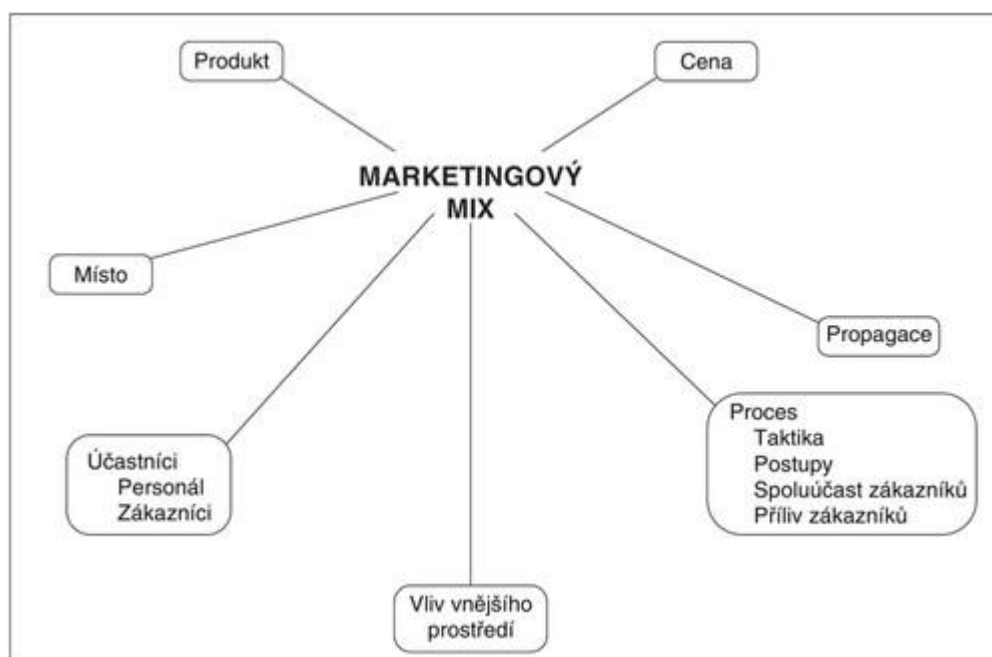 Produkt
Cena
MARKETINGOVÝ
MIX
Místo
Propagace
Proces
Taktika
Postupy
Spoluúčast zákazníků
Příliv zákazníků
Účastníci
Personál
Zákazníci
Vliv vnějšího
prostředí